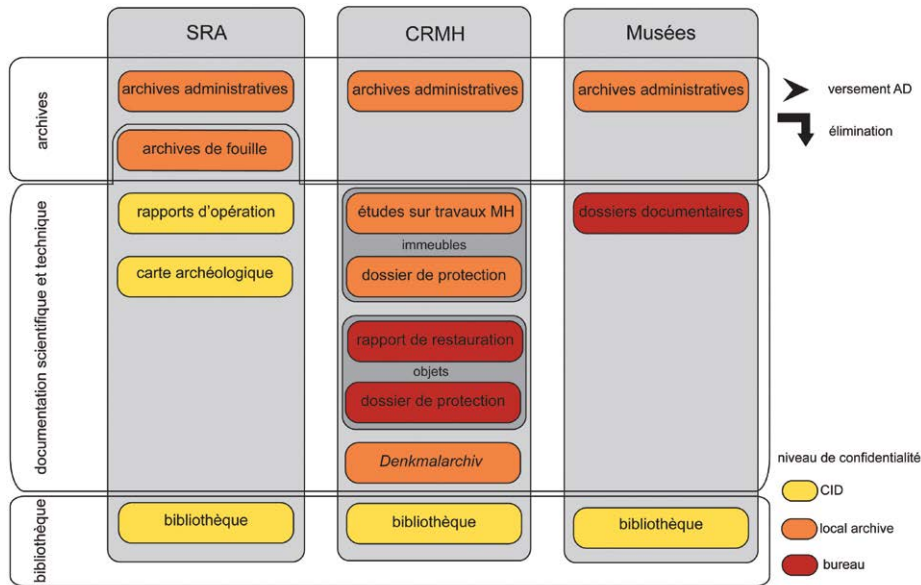 SRA
CRMH
Musées
archives
archives administratives
archives administratives
archives administratives
archives de fouille
versement AD
élimination
documentation scientifique et technique
rapports d'opération
carte archéologique
études sur travaux MH
immeubles
dossier de protection
rapport de restauration
objets
dossier de protection
Denkmalarchiv
dossiers documentaires
bibliothèque
bibliothèque
bibliothèque
bibliothèque
niveau de confidentialité
CID
local archive
bureau